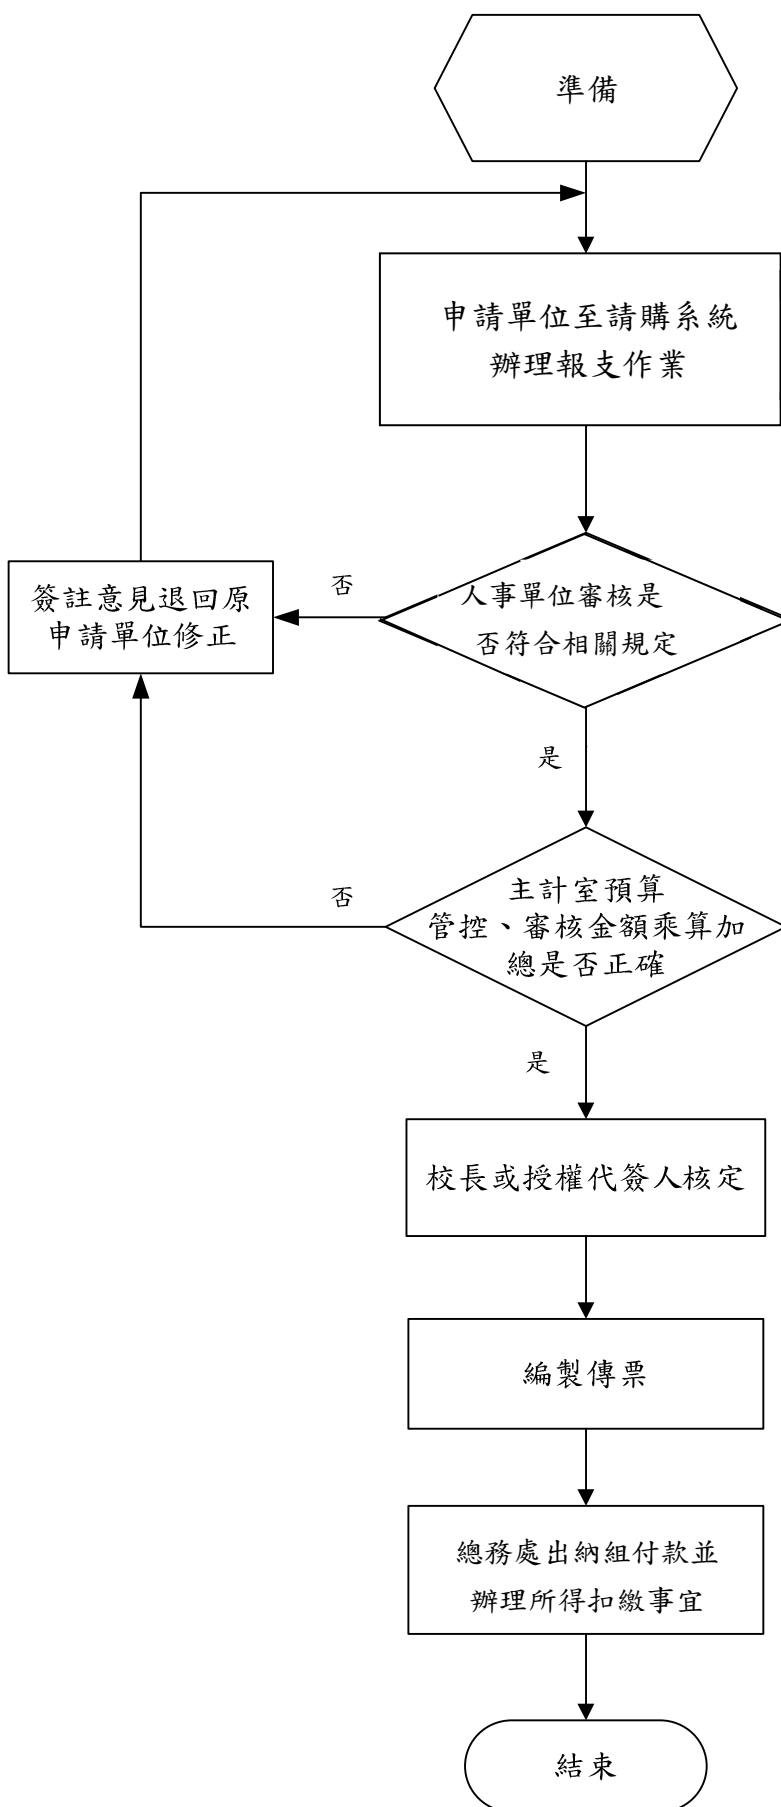 準備
申請單位至請購系統
辦理報支作業
簽註意見退回原
申請單位修正
否
人事單位審核是
否符合相關規定
是
否
主計室預算
管控、審核金額乘算加
總是否正確
是
校長或授權代簽人核定
編製傳票
總務處出納組付款並
辦理所得扣繳事宜
結束